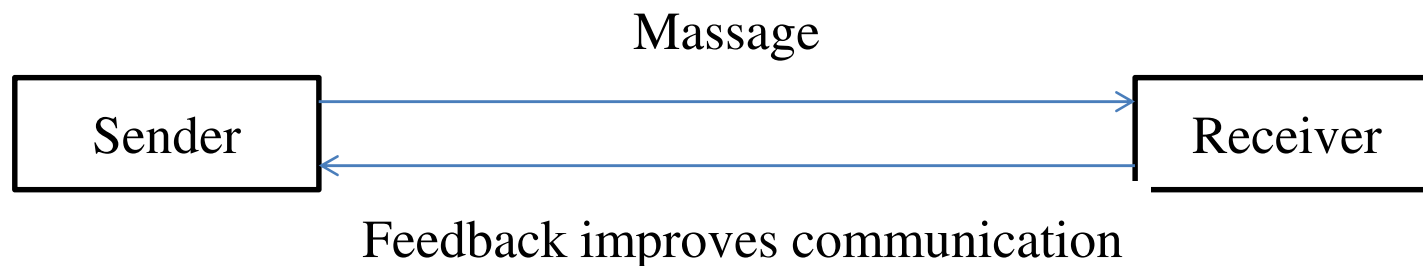 Massage
Sender
Receiver
Feedback improves communication